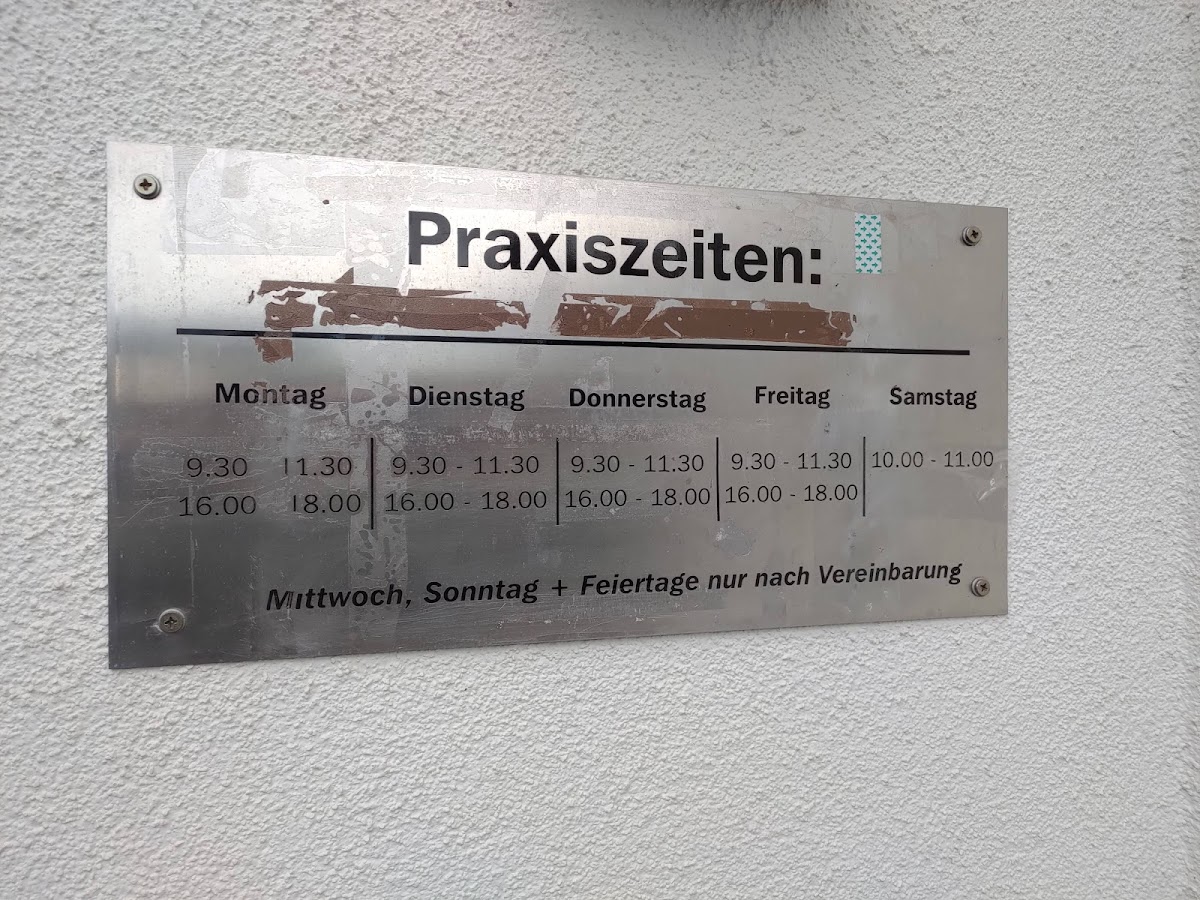 Praxiszeiten:
Montag Dienstag Donnerstag Freitag Samstag
9.30 11.30 9.30 - 11.30 9.30 - 11.30 9.30 - 11.30 10.00 - 11.00
16.00 18.00 16.00 - 18.00 16.00 - 18.00 16.00 - 18.00
Mittwoch, Sonntag + Feiertage nur nach Vereinbarung